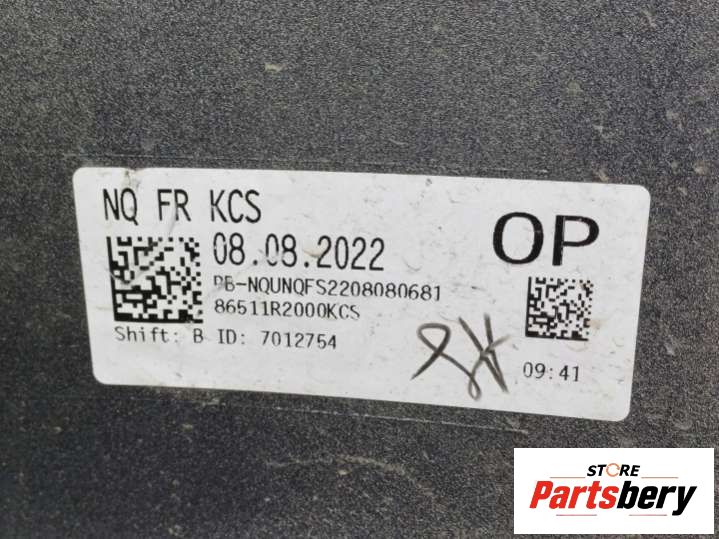 NQ FR KCS
08.08.2022
OP
PB-NQUNQFS2208080681
86511R2000KCS
Shift: B ID: 7012754
09:41
STORE
Partsbery